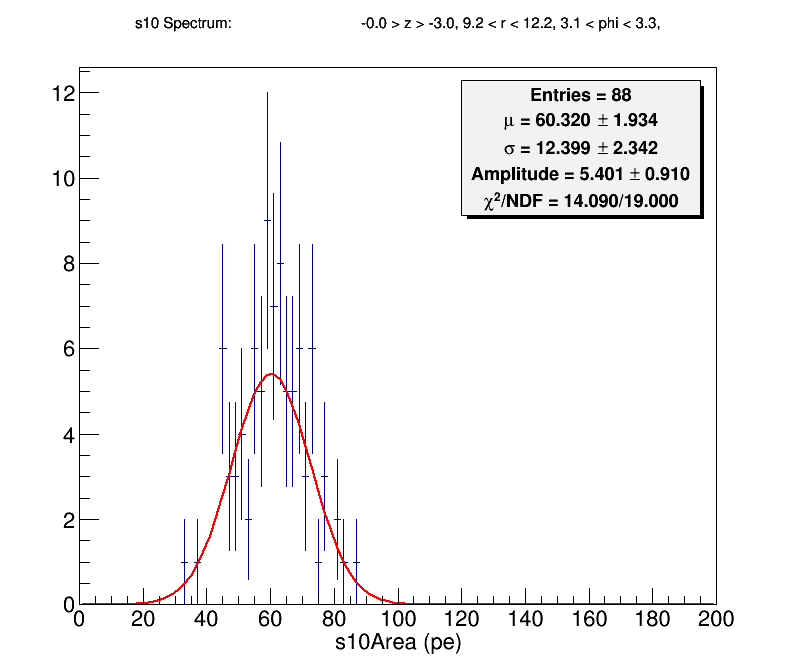 s10 Spectrum: -0.0 > z > -3.0, 9.2 < r < 12.2, 3.1 < phi < 3.3,
Entries = 88
μ = 60.320 ± 1.934
σ = 12.399 ± 2.342
Amplitude = 5.401 ± 0.910
χ²/NDF = 14.090/19.000
12
10
8
6
4
2
0
0 20 40 60 80 100 120 140 160 180 200
s10Area (pe)